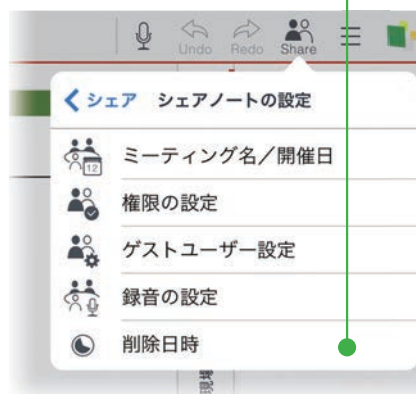 Undo Redo Share
シェア シェアノートの設定
ミーティング名／開催日
12
権限の設定
ゲストユーザー設定
録音の設定
削除日時
現場